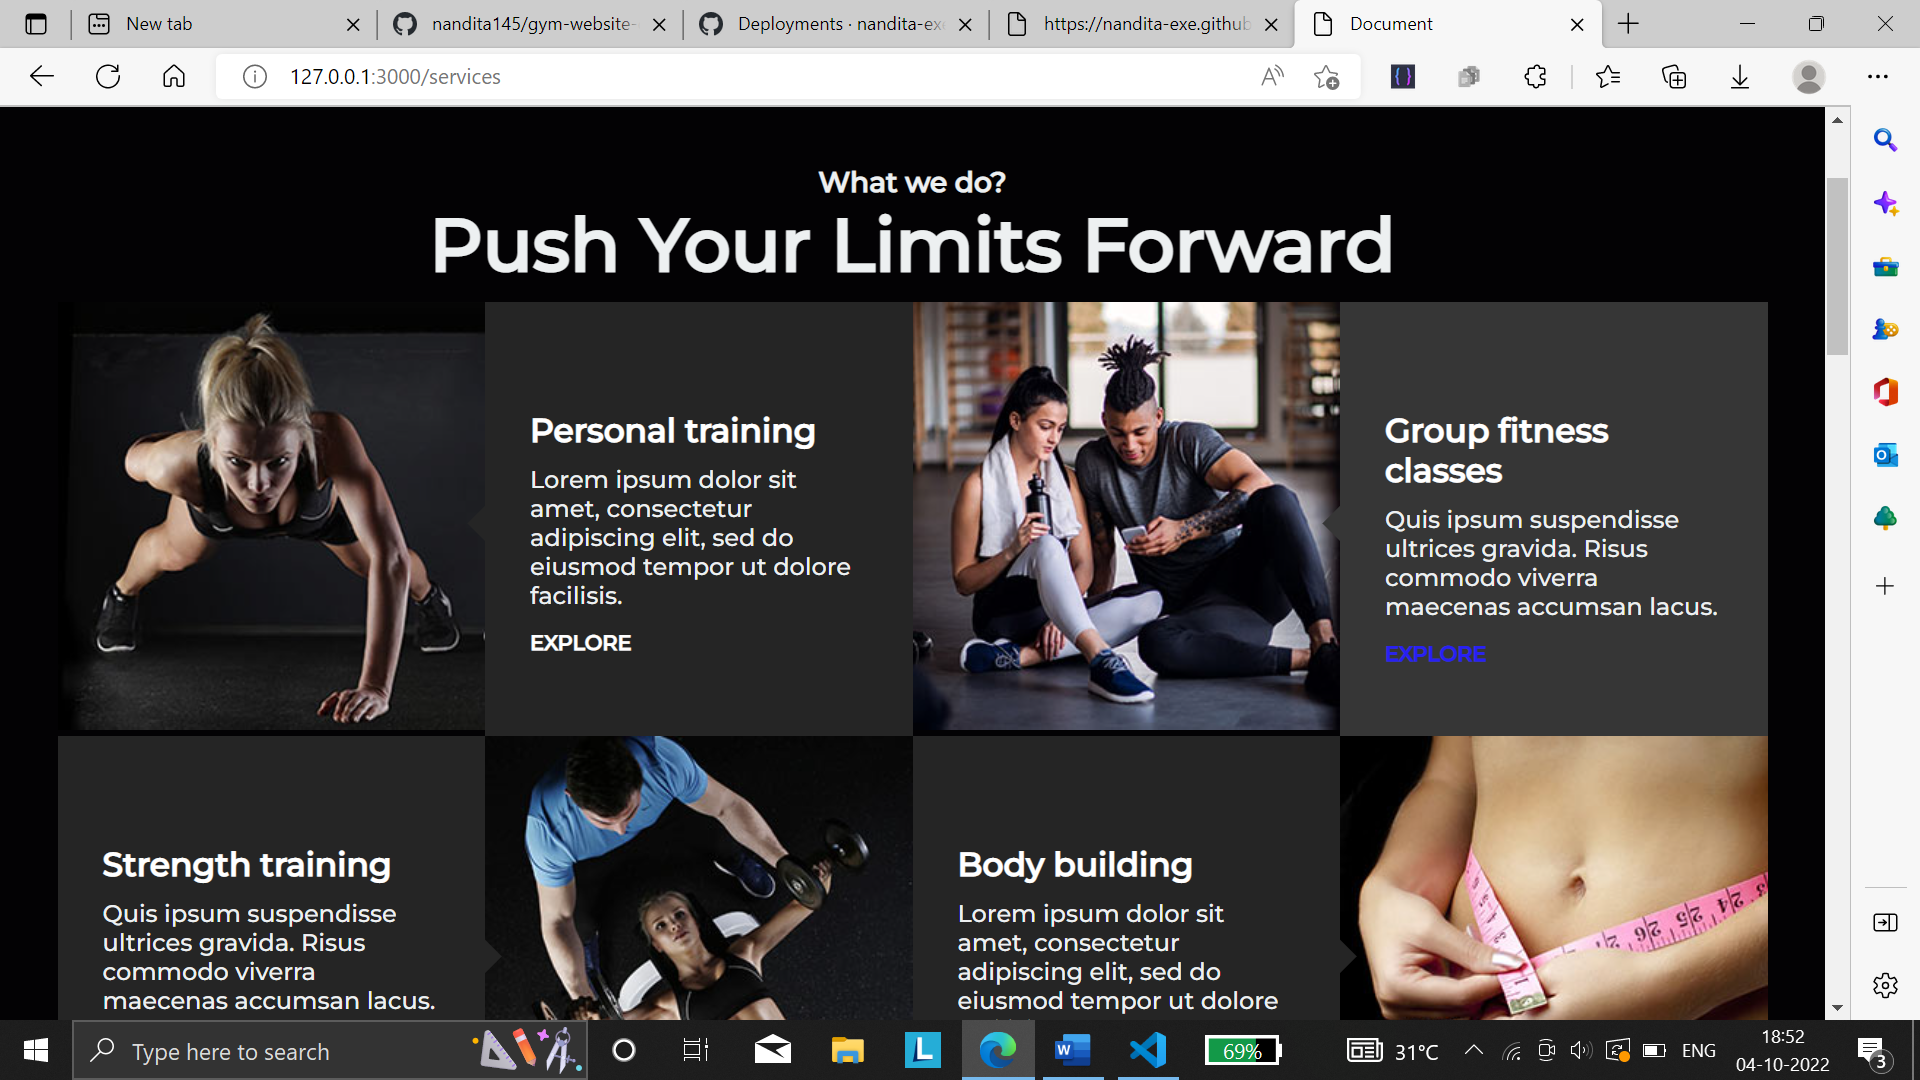 New tab
nandita145/gym-website-
Deployments · nandita-exe
https://nandita-exe.github
Document
127.0.0.1:3000/services
What we do?
Push Your Limits Forward
Personal training
Lorem ipsum dolor sit
amet, consectetur
adipiscing elit, sed do
eiusmod tempor ut dolore
facilisis.
EXPLORE
Group fitness
classes
Quis ipsum suspendisse
ultrices gravida. Risus
commodo viverra
maecenas accumsan lacus.
EXPLORE
Strength training
Quis ipsum suspendisse
ultrices gravida. Risus
commodo viverra
maecenas accumsan lacus.
Body building
Lorem ipsum dolor sit
amet, consectetur
adipiscing elit, sed do
eiusmod tempor ut dolore
Type here to search
69%
31°C
ENG
18:52
04-10-2022
3